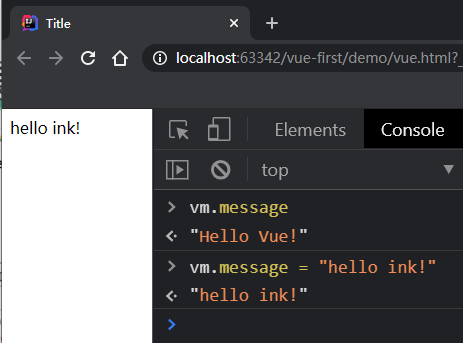 Title
localhost:63342/vue-first/demo/vue.html?_
hello ink!
Elements
Console
top
vm.message
"Hello Vue!"
vm.message = "hello ink!"
"hello ink!"